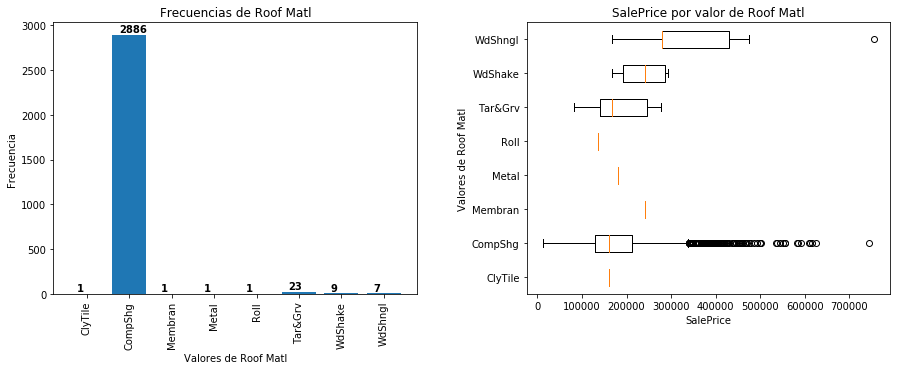 Frecuencias de Roof Matl
Frecuencia
3000
2500
2000
1500
1000
500
0
1
2886
1
1
1
23
9
7
ClyTile
CompShg
Membran
Metal
Roll
Tar&Grv
WdShake
WdShngl
Valores de Roof Matl
SalePrice por valor de Roof Matl
Valores de Roof Matl
WdShngl
WdShake
Tar&Grv
Roll
Metal
Membran
CompShg
ClyTile
0
100000
200000
300000
400000
500000
600000
700000
SalePrice